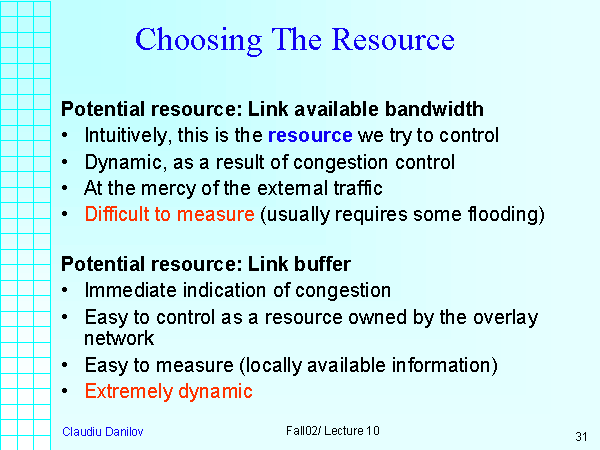 Choosing The Resource
Potential resource: Link available bandwidth
• Intuitively, this is the resource we try to control
• Dynamic, as a result of congestion control
• At the mercy of the external traffic
• Difficult to measure (usually requires some flooding)
Potential resource: Link buffer
• Immediate indication of congestion
• Easy to control as a resource owned by the overlay
network
• Easy to measure (locally available information)
• Extremely dynamic
Claudiu Danilov
Fall02/ Lecture 10
31